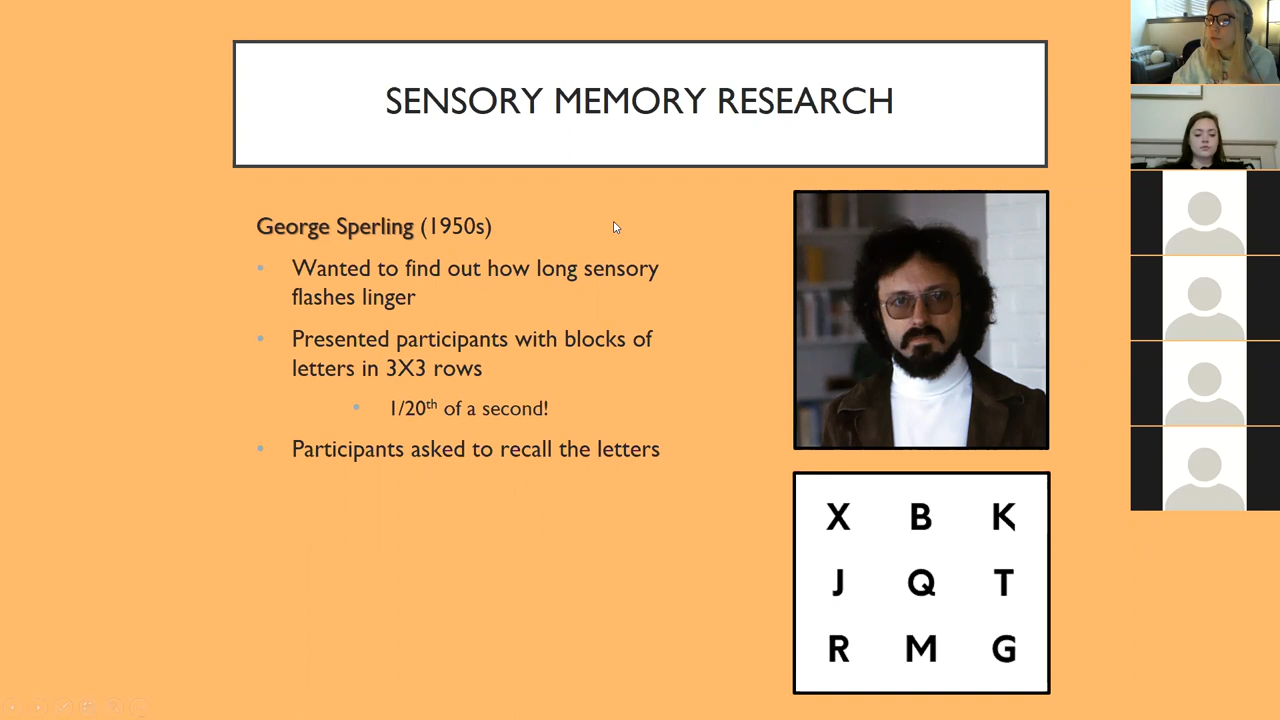 SENSORY MEMORY RESEARCH
George Sperling (1950s)
• Wanted to find out how long sensory
flashes linger
• Presented participants with blocks of
letters in 3X3 rows
• 1/20th of a second!
• Participants asked to recall the letters
X B K
J Q T
R M G